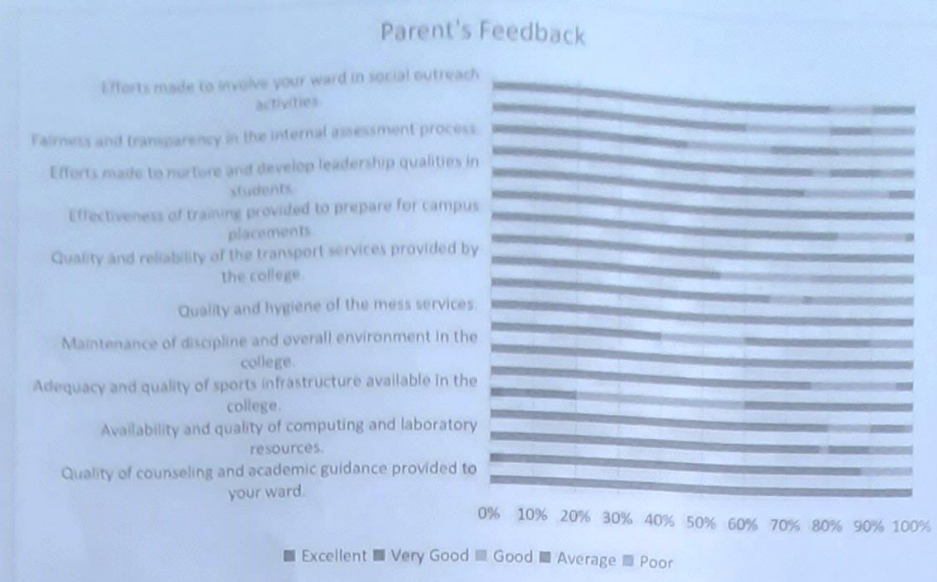 Parent's Feedback
Efforts made to involve your ward in social outreach
activities.
Fairness and transparency in the internal assessment process.
Efforts made to nurture and develop leadership qualities in
students.
Effectiveness of training provided to prepare for campus
placements.
Quality and reliability of the transport services provided by
the college.
Quality and hygiene of the mess services.
Maintenance of discipline and overall environment in the
college.
Adequacy and quality of sports infrastructure available in the
college.
Availability and quality of computing and laboratory
resources.
Quality of counseling and academic guidance provided to
your ward.
0% 10% 20% 30% 40% 50% 60% 70% 80% 90% 100%
Excellent Very Good Good Average Poor